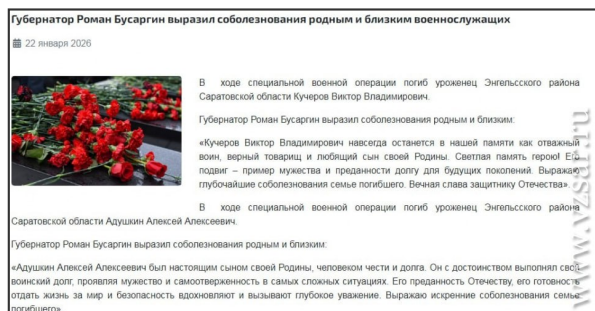 Губернатор Роман Бусаргин выразил соболезнования родным и близким военнослужащих
22 января 2026
В ходе специальной военной операции погиб уроженец Энгельсского района
Саратовской области Кучеров Виктор Владимирович.
Губернатор Роман Бусаргин выразил соболезнования родным и близким:
«Кучеров Виктор Владимирович навсегда останется в нашей памяти как отважный
воин, верный товарищ и любящий сын своей Родины. Светлая память герою! Его
подвиг – пример мужества и преданности долгу для будущих поколений. Выражаю
глубочайшие соболезнования семье погибшего. Вечная слава защитнику Отечества».
В ходе специальной военной операции погиб уроженец Энгельсского района
Саратовской области Адушкин Алексей Алексеевич.
Губернатор Роман Бусаргин выразил соболезнования родным и близким:
«Адушкин Алексей Алексеевич был настоящим сыном своей Родины, человеком чести и долга. Он с достоинством выполнял свой
воинский долг, проявляя мужество и самоотверженность в самых сложных ситуациях. Его преданность Отечеству, его готовность
отдать жизнь за мир и безопасность вдохновляют и вызывают глубокое уважение. Выражаю искренние соболезнования семье
погибшего».
www.vzsar.ru